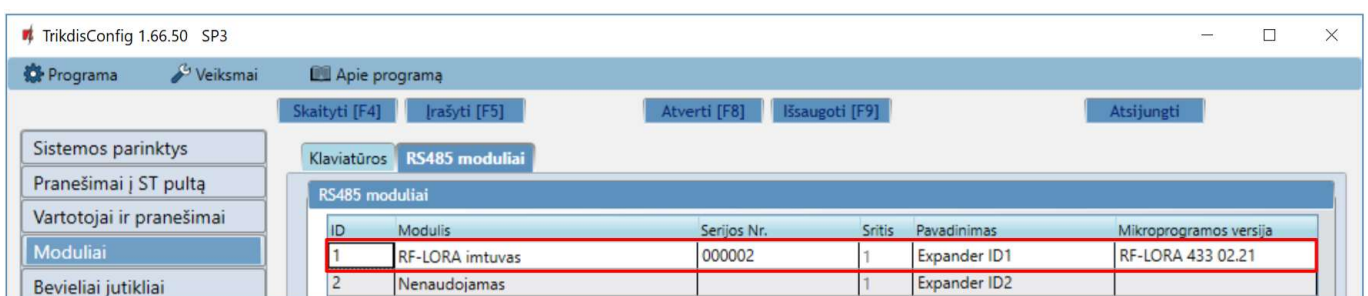 TrikdisConfig 1.66.50 SP3
Programa Veiksmai Apie programą
Skaityti [F4] Įrašyti [F5] Atverti [F8] Išsaugoti [F9] Atsijungti
Sistemos parinktys
Pranešimai į ST pultą
Vartotojai ir pranešimai
Moduliai
Bevieliai jutikliai
Klaviatūros RS485 moduliai
RS485 moduliai
ID Modulis Serijos Nr. Sritis Pavadinimas Mikroprogramos versija
1 RF-LORA imtuvas 000002 1 Expander ID1 RF-LORA 433 02.21
2 Nenaudojamas 1 Expander ID2